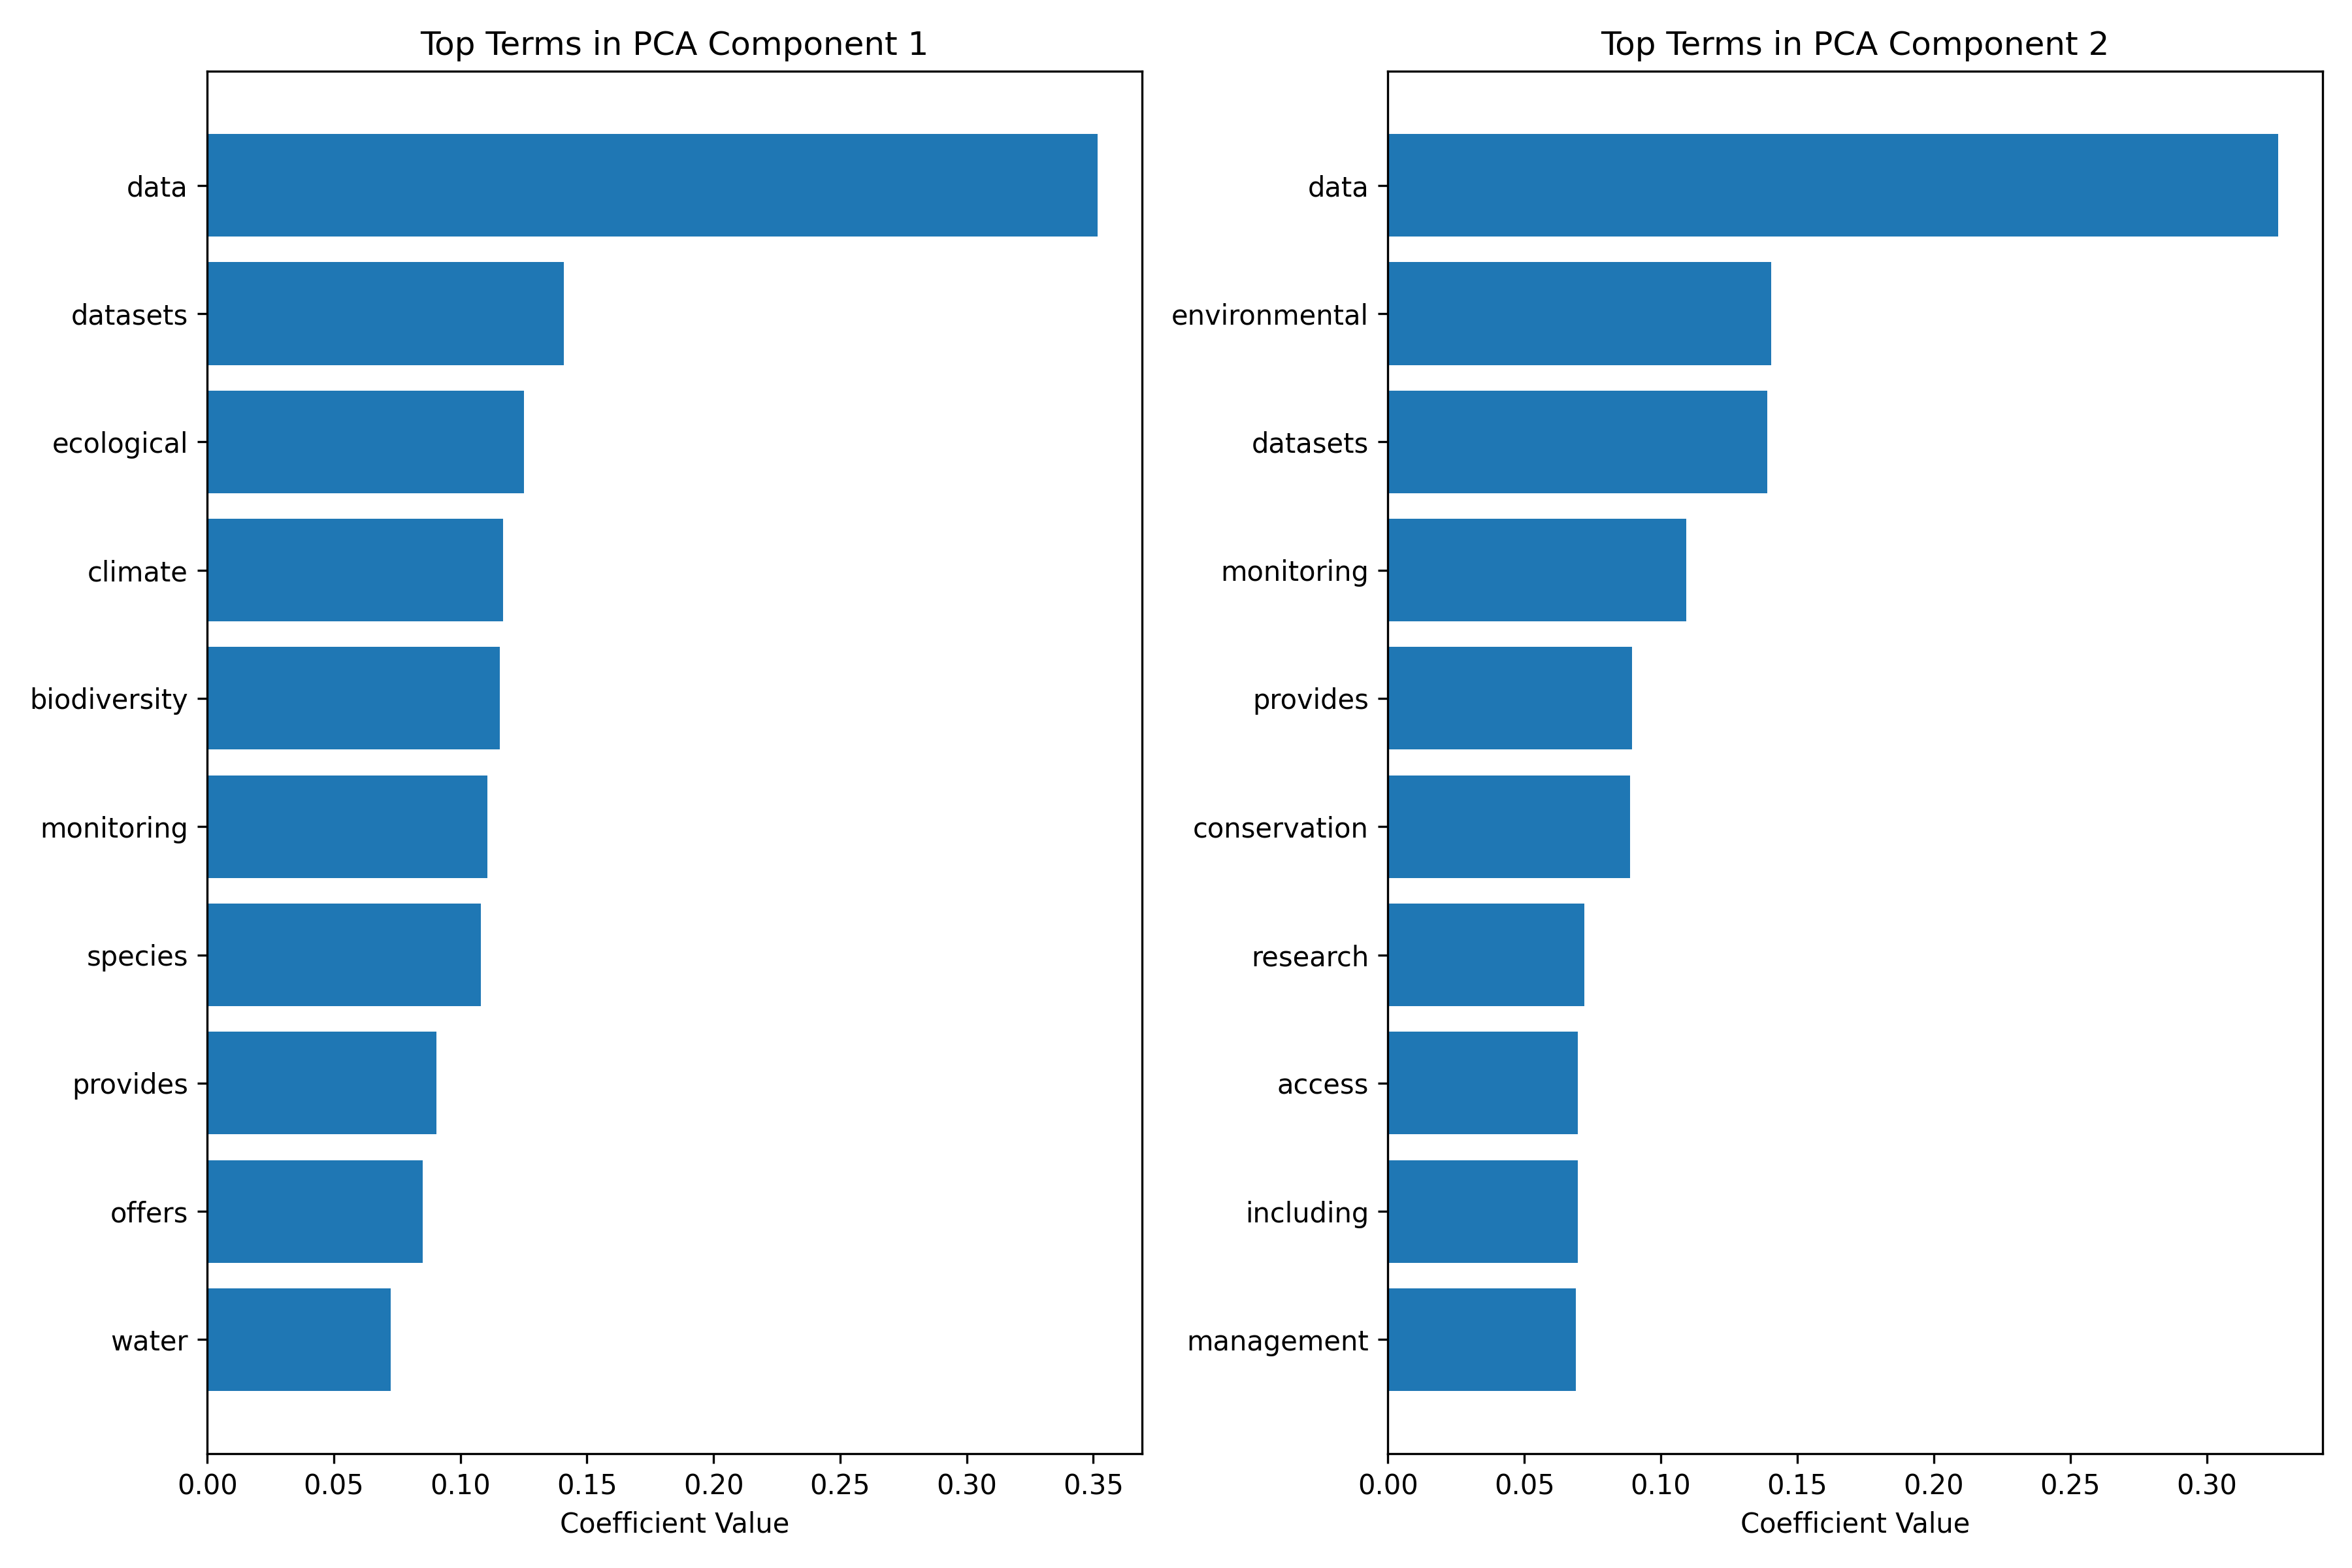 Top Terms in PCA Component 1
data
datasets
ecological
climate
biodiversity
monitoring
species
provides
offers
water
0.00 0.05 0.10 0.15 0.20 0.25 0.30 0.35
Coefficient Value
Top Terms in PCA Component 2
data
environmental
datasets
monitoring
provides
conservation
research
access
including
management
0.00 0.05 0.10 0.15 0.20 0.25 0.30
Coefficient Value